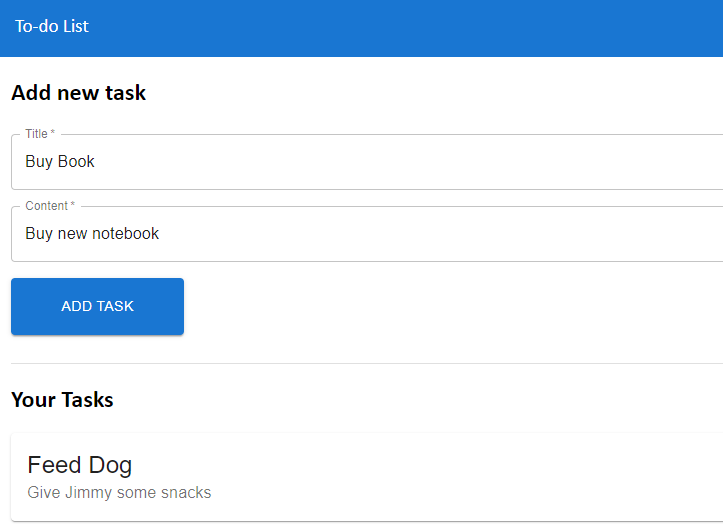 To-do List
Add new task
Title *
Buy Book
Content *
Buy new notebook
ADD TASK
Your Tasks
Feed Dog
Give Jimmy some snacks